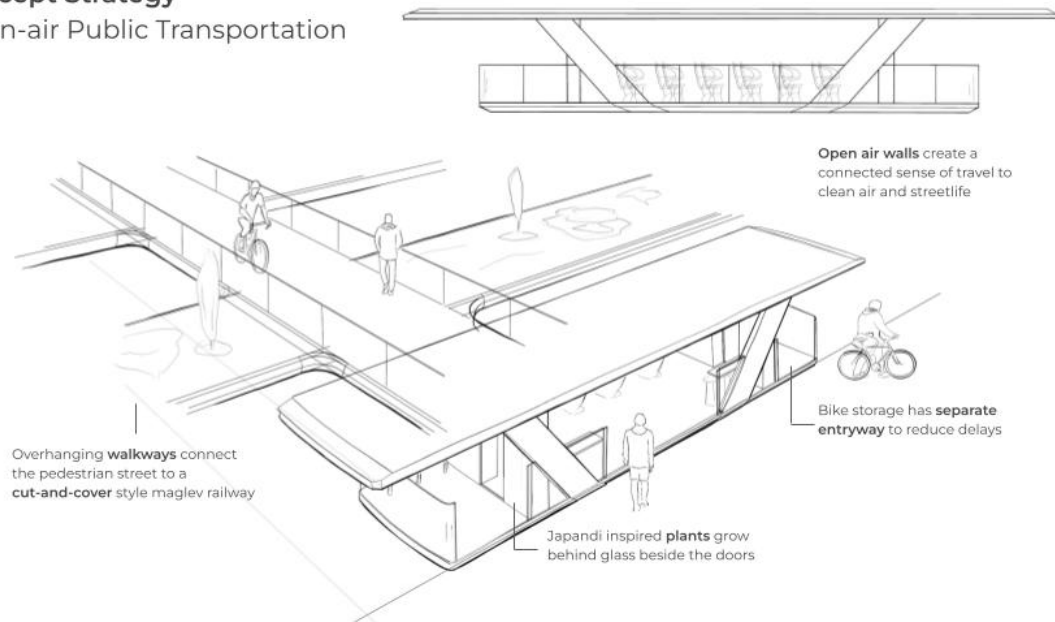 cept Strategy
n-air Public Transportation
Open air walls create a
connected sense of travel to
clean air and streetlife
Bike storage has separate
entryway to reduce delays
Overhanging walkways connect
the pedestrian street to a
cut-and-cover style maglev railway
Japandi inspired plants grow
behind glass beside the doors